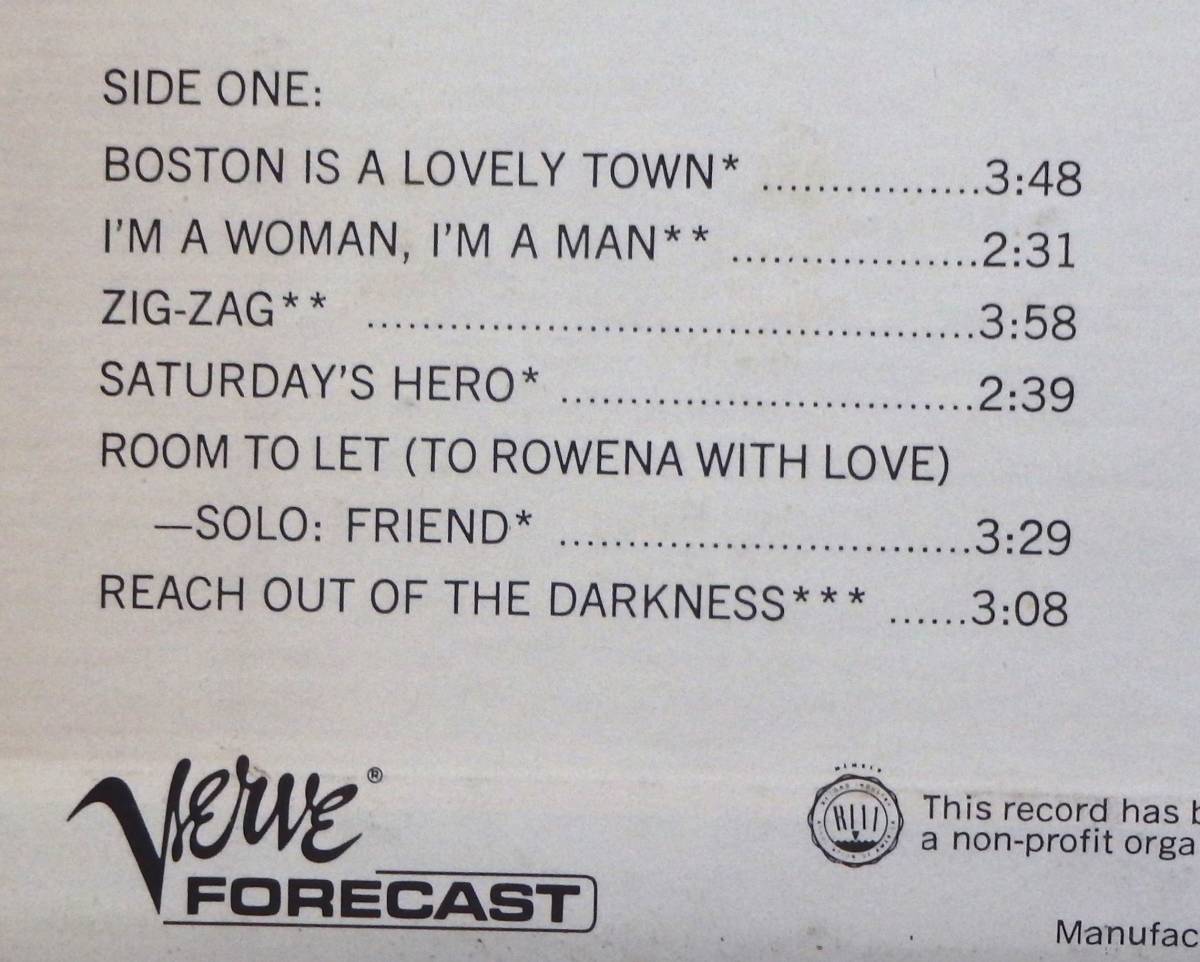 SIDE ONE:
BOSTON IS A LOVELY TOWN* ................3:48
I'M A WOMAN, I'M A MAN** ..................2:31
ZIG-ZAG** ............................................3:58
SATURDAY'S HERO* ..............................2:39
ROOM TO LET (TO ROWENA WITH LOVE)
—SOLO: FRIEND* ..............................3:29
REACH OUT OF THE DARKNESS*** ......3:08
Verve®
FORECAST
MEMBER
This record has b
a non-profit orga
Manufac